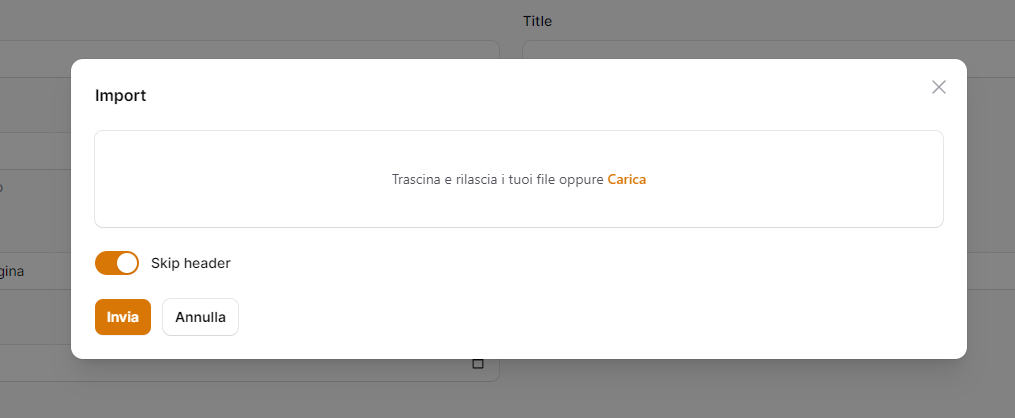 Title
Import
Trascina e rilascia i tuoi file oppure Carica
Skip header
gina
Invia Annulla